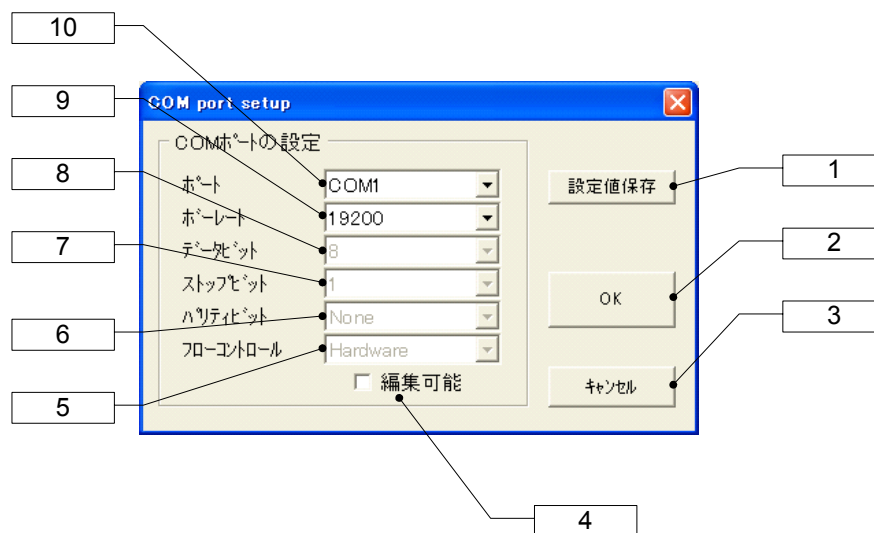 10
9
8
7
6
5
COM port setup
COMﾎﾟｰﾄの設定
ﾎﾟｰﾄ
COM1
ﾎﾞｰﾚｰﾄ
19200
ﾃﾞｰﾀﾋﾞｯﾄ
8
ｽﾄｯﾌﾟﾋﾞｯﾄ
1
ﾊﾟﾘﾃｨﾋﾞｯﾄ
None
ﾌﾛｰｺﾝﾄﾛｰﾙ
Hardware
編集可能
設定値保存
OK
ｷｬﾝｾﾙ
1
2
3
4